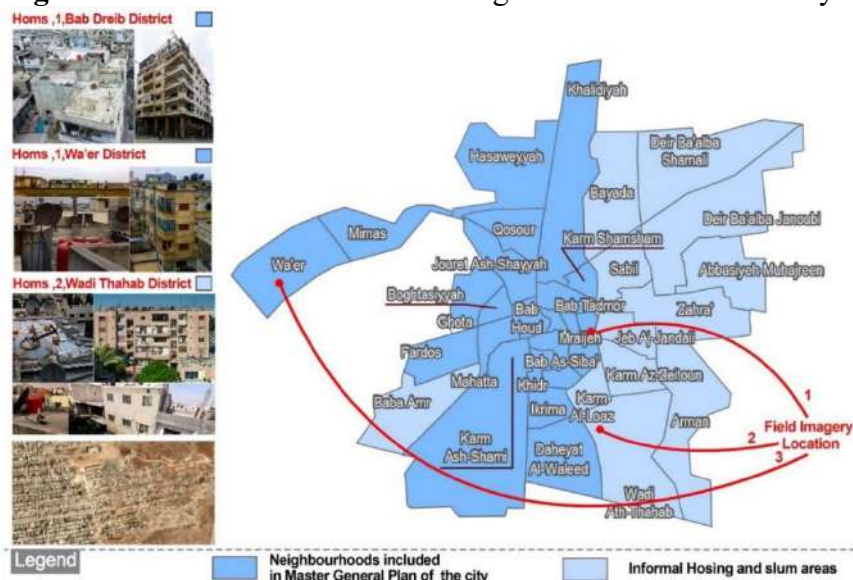 Homs ,1,Bab Dreib District
Homs ,1,Wa'er District
Homs ,2,Wadi Thahab District
Khalidiyah
Hasaweyyah
Deir Ba'alba
Shamali
Bayada
Mimas
Qosour
Deir Ba'alba Janoubi
Karm Shamsham
Wa'er
Jouret Ash-Shayyah
Sabil
Abbasiyeh-Muhajreen
Boghtasiyyah
Bab Tadmor
Zahra'
Ghota
Bab
Houd
Mraijeh
Jeb Al-Jandali
Fardos
Bab As-Siba'
Mahatta
Khidr
Karm Az-Zeitoun
Baba Amr
Ikrima
Karm
Al-Loaz
Arman
Karm
Ash-Shami
Daheyat
Al-Waleed
Wadi
Ath-Thahab
1
2
3
Field Imagery
Location
Legend
Neighbourhoods included
in Master General Plan of the city
Informal Hosing and slum areas